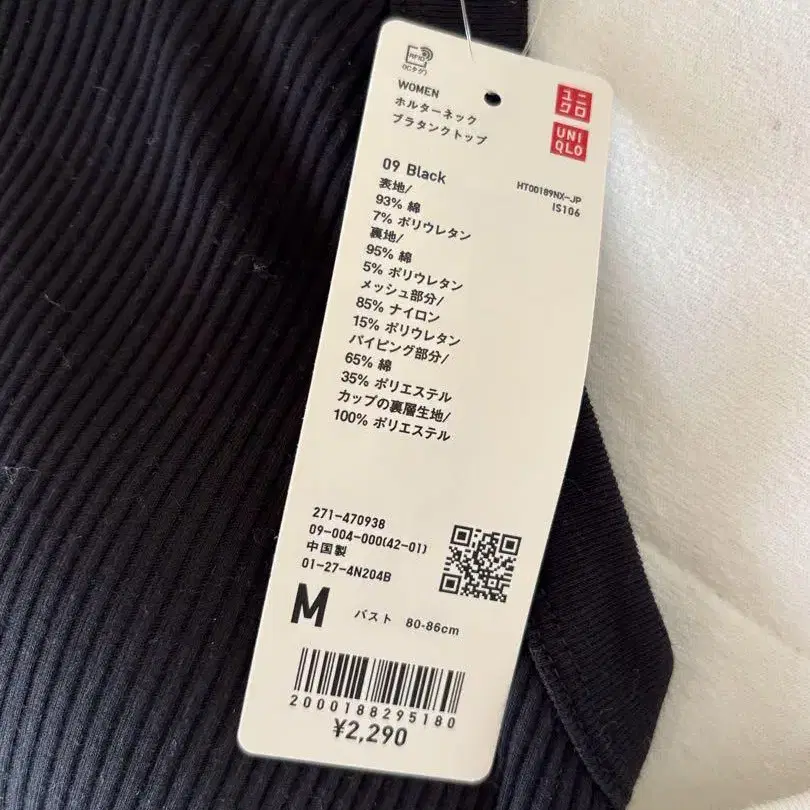 RFID
(ICタグ)
WOMEN
ホルターネック
ブラタンクトップ
ユニ
クロ
UNI
QLO
09 Black
HT00189NX-JP
IS106
表地/
93% 綿
7% ポリウレタン
裏地/
95% 綿
5% ポリウレタン
メッシュ部分/
85% ナイロン
15% ポリウレタン
パイピング部分/
65% 綿
35% ポリエステル
カップの裏層生地/
100% ポリエステル
271-470938
09-004-000(42-01)
中国製
01-27-4N204B
M バスト 80-86cm
2000188295180
¥2,290